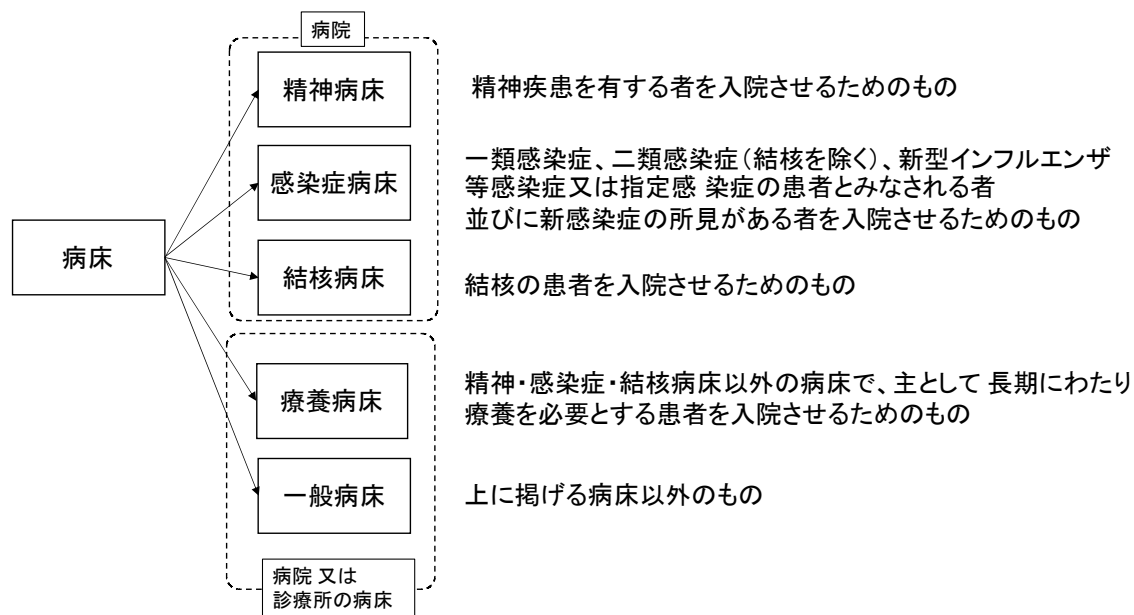 病院
精神病床
精神疾患を有する者を入院させるためのもの
感染症病床
一類感染症、二類感染症(結核を除く)、新型インフルエンザ
等感染症又は指定感 染症の患者とみなされる者
並びに新感染症の所見がある者を入院させるためのもの
病床
結核病床
結核の患者を入院させるためのもの
療養病床
精神・感染症・結核病床以外の病床で、主として 長期にわたり
療養を必要とする患者を入院させるためのもの
一般病床
上に掲げる病床以外のもの
病院 又は
診療所の病床